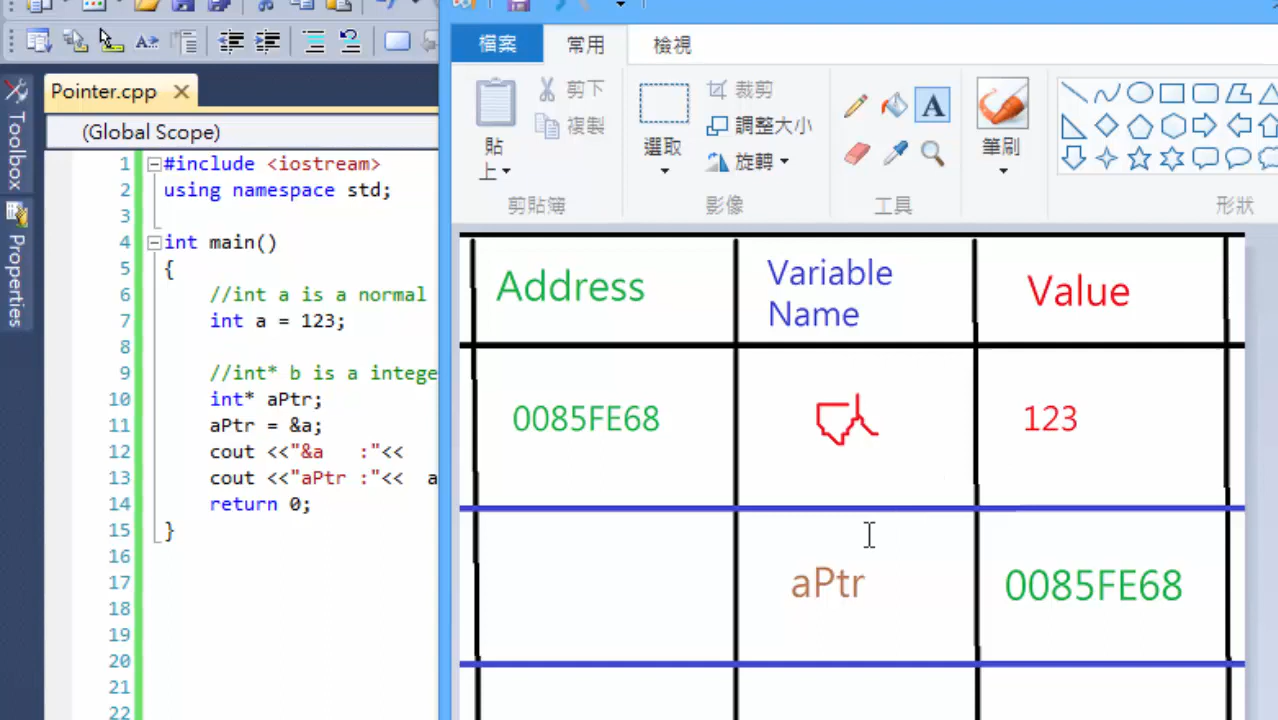 Pointer.cpp
(Global Scope)
Toolbox
Properties
1 #include <iostream>
2 using namespace std;
3
4 int main()
5 {
6 //int a is a normal
7 int a = 123;
8
9 //int* b is a intege
10 int* aPtr;
11 aPtr = &a;
12 cout <<"&a :"<<
13 cout <<"aPtr :"<< a
14 return 0;
15 }
16
17
18
19
20
21
22
檔案 常用 檢視
貼上
剪下
複製
剪貼簿
選取
裁剪
調整大小
旋轉
影像
A
工具
筆刷
形狀
Address Variable Name Value
0085FE68 a 123
aPtr 0085FE68